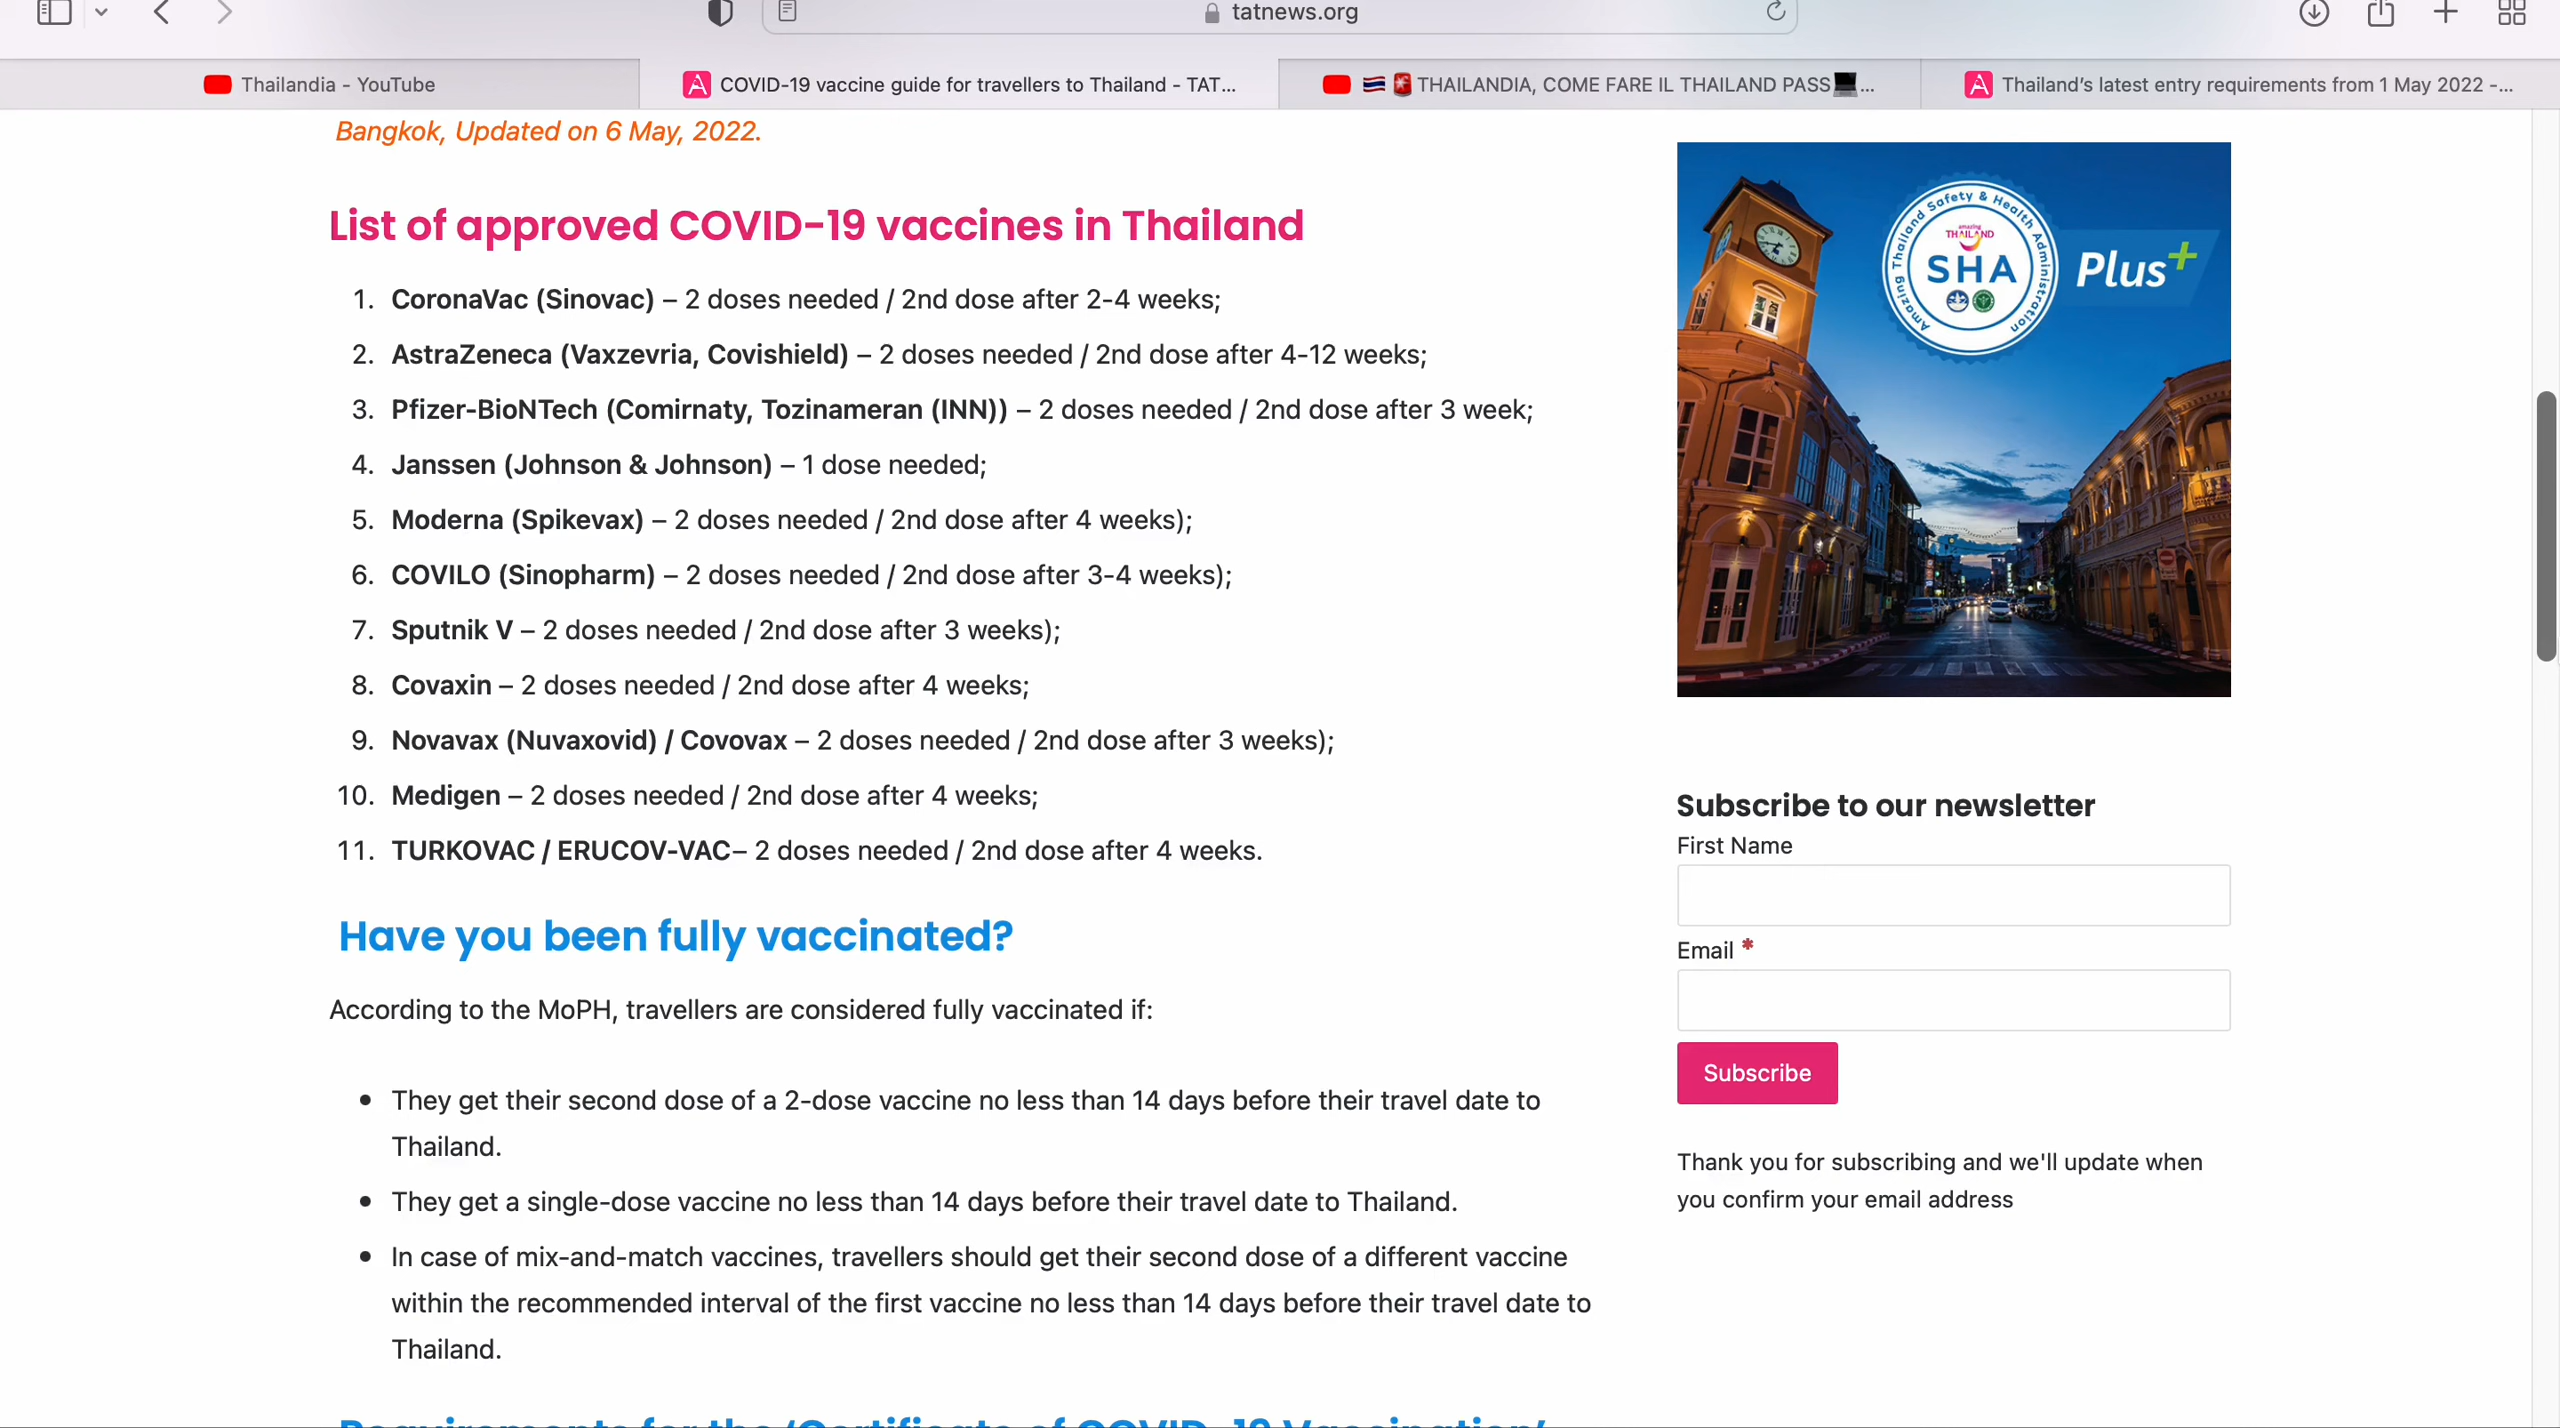 tatnews.org
Thailandia - YouTube
COVID-19 vaccine guide for travellers to Thailand - TAT...
🇹🇭🚨THAILANDIA, COME FARE IL THAILAND PASS💻...
Thailand’s latest entry requirements from 1 May 2022 -...
Bangkok, Updated on 6 May, 2022.
List of approved COVID-19 vaccines in Thailand
1. CoronaVac (Sinovac) – 2 doses needed / 2nd dose after 2-4 weeks;
2. AstraZeneca (Vaxzevria, Covishield) – 2 doses needed / 2nd dose after 4-12 weeks;
3. Pfizer-BioNTech (Comirnaty, Tozinameran (INN)) – 2 doses needed / 2nd dose after 3 week;
4. Janssen (Johnson & Johnson) – 1 dose needed;
5. Moderna (Spikevax) – 2 doses needed / 2nd dose after 4 weeks);
6. COVILO (Sinopharm) – 2 doses needed / 2nd dose after 3-4 weeks);
7. Sputnik V – 2 doses needed / 2nd dose after 3 weeks);
8. Covaxin – 2 doses needed / 2nd dose after 4 weeks;
9. Novavax (Nuvaxovid) / Covovax – 2 doses needed / 2nd dose after 3 weeks);
10. Medigen – 2 doses needed / 2nd dose after 4 weeks;
11. TURKOVAC / ERUCOV-VAC– 2 doses needed / 2nd dose after 4 weeks.
Have you been fully vaccinated?
According to the MoPH, travellers are considered fully vaccinated if:
• They get their second dose of a 2-dose vaccine no less than 14 days before their travel date to
Thailand.
• They get a single-dose vaccine no less than 14 days before their travel date to Thailand.
• In case of mix-and-match vaccines, travellers should get their second dose of a different vaccine
within the recommended interval of the first vaccine no less than 14 days before their travel date to
Thailand.
Requirements for the ‘Certificate of COVID-19 Vaccination’
Amazing Thailand Safety & Health Administration
amazing
THAILAND
SHA
Plus+
Subscribe to our newsletter
First Name
Email *
Subscribe
Thank you for subscribing and we'll update when
you confirm your email address